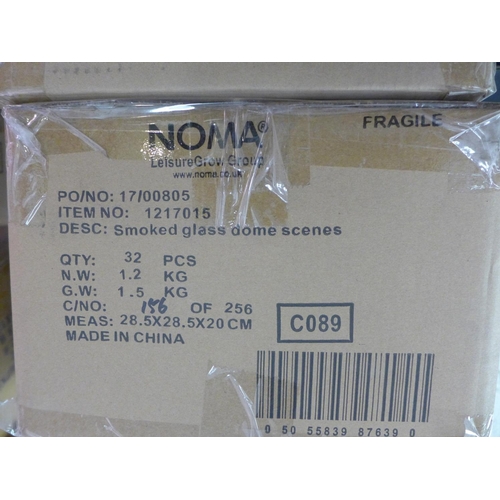 NOMA®
FRAGILE
LeisureGrow Group
www.noma.co.uk
PO/NO: 17/00805
ITEM NO: 1217015
DESC: Smoked glass dome scenes
QTY: 32 PCS
N.W: 1.2 KG
G.W: 1.5 KG
C/NO: 156 OF 256
MEAS: 28.5X28.5X20CM
MADE IN CHINA
C089
0 50 55839 87639 0